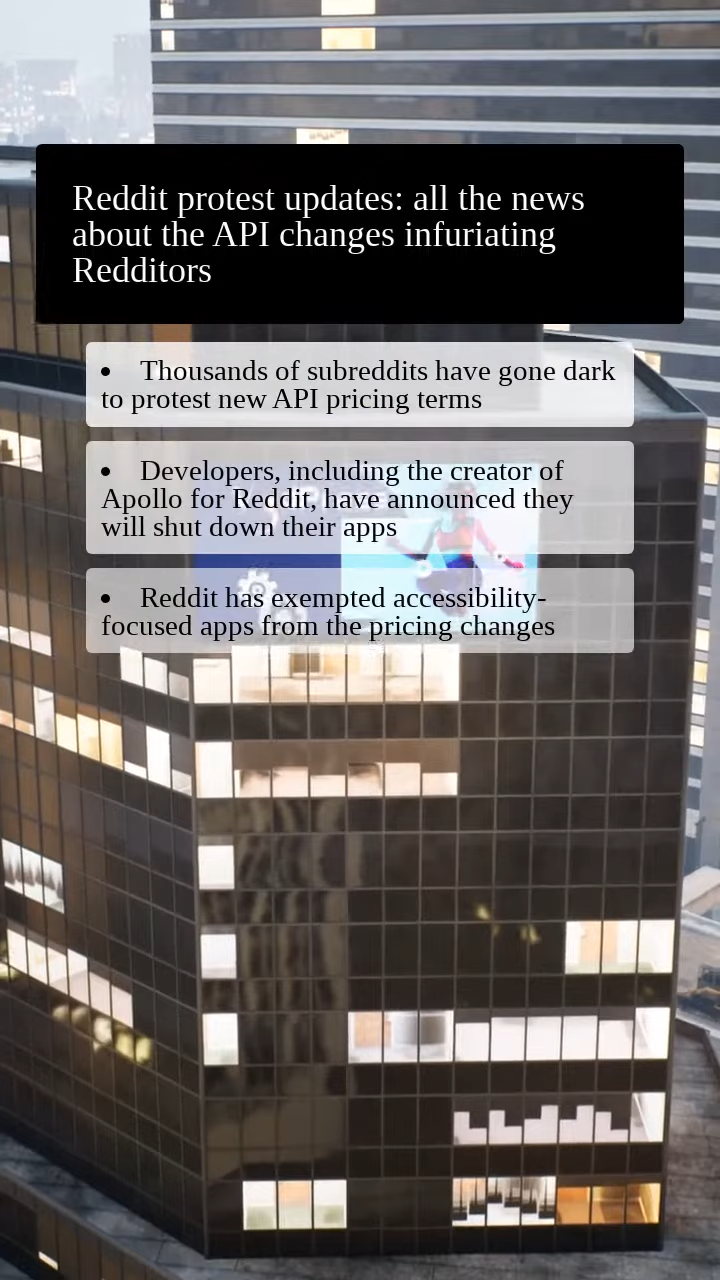 Reddit protest updates: all the news
about the API changes infuriating
Redditors
• Thousands of subreddits have gone dark
to protest new API pricing terms
• Developers, including the creator of
Apollo for Reddit, have announced they
will shut down their apps
• Reddit has exempted accessibility-
focused apps from the pricing changes